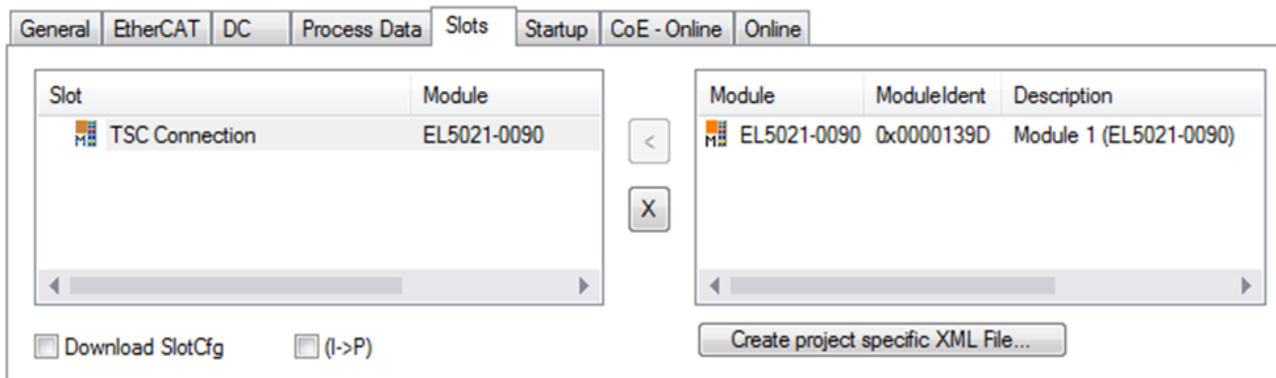 General EtherCAT DC Process Data Slots Startup CoE - Online Online
Slot Module
TSC Connection EL5021-0090
<
X
Module ModuleIdent Description
EL5021-0090 0x0000139D Module 1 (EL5021-0090)
Download SlotCfg (I->P)
Create project specific XML File...